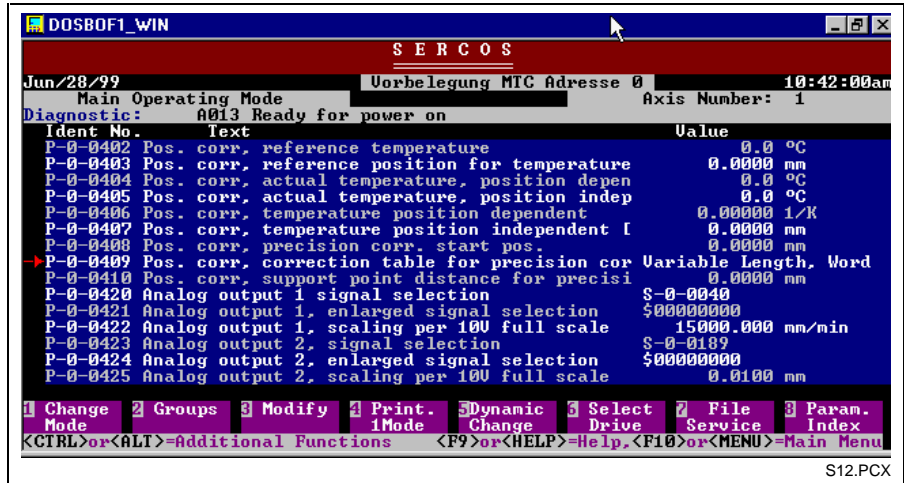 DOSBOF1_WIN
S E R C O S
Jun/28/99 Vorbelegung MTC Adresse 0 10:42:00am
Main Operating Mode Axis Number: 1
Diagnostic: A013 Ready for power on
Ident No. Text Value
P-0-0402 Pos. corr, reference temperature 0.0 ºC
P-0-0403 Pos. corr, reference position for temperature 0.0000 mm
P-0-0404 Pos. corr, actual temperature, position depen 0.0 ºC
P-0-0405 Pos. corr, actual temperature, position indep 0.0 ºC
P-0-0406 Pos. corr, temperature position dependent 0.00000 1/K
P-0-0407 Pos. corr, temperature position independent [ 0.0000 mm
P-0-0408 Pos. corr, precision corr. start pos. 0.0000 mm
P-0-0409 Pos. corr, correction table for precision cor Variable Length, Word
P-0-0410 Pos. corr, support point distance for precisi 0.0000 mm
P-0-0420 Analog output 1 signal selection S-0-0040
P-0-0421 Analog output 1, enlarged signal selection $00000000
P-0-0422 Analog output 1, scaling per 10V full scale 15000.000 mm/min
P-0-0423 Analog output 2, signal selection S-0-0189
P-0-0424 Analog output 2, enlarged signal selection $00000000
P-0-0425 Analog output 2, scaling per 10V full scale 0.0100 mm
1 Change 2 Groups 3 Modify 4 Print. 5Dynamic 6 Select 7 File 8 Param.
Mode 1Mode Change Drive Service Index
<CTRL>or<ALT>=Additional Functions <F9>or<HELP>=Help,<F10>or<MENU>=Main Menu
S12.PCX